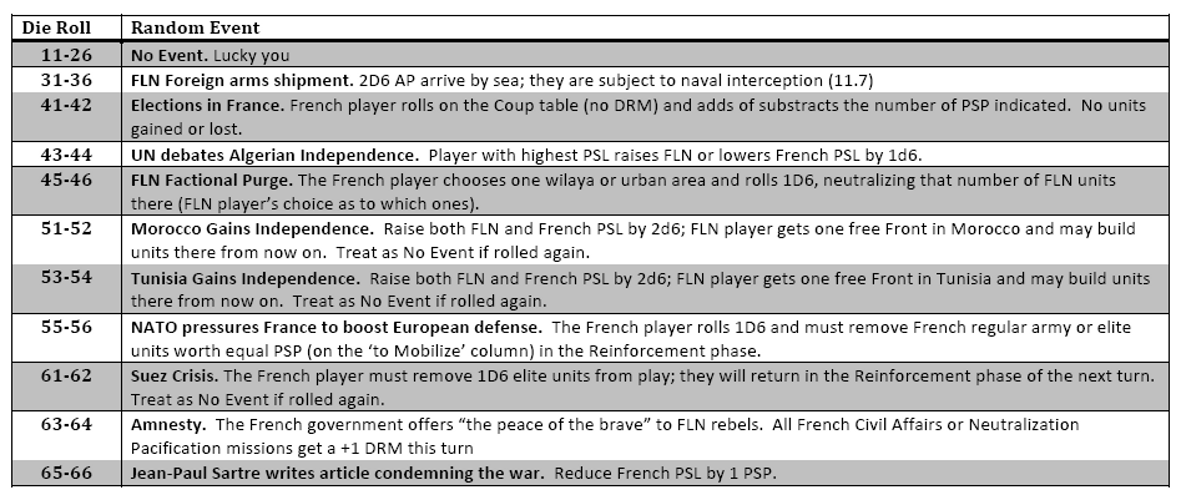 Die Roll Random Event
11-26 No Event. Lucky you
31-36 FLN Foreign arms shipment. 2D6 AP arrive by sea; they are subject to naval interception (11.7)
41-42 Elections in France. French player rolls on the Coup table (no DRM) and adds of substracts the number of PSP indicated. No units
gained or lost.
43-44 UN debates Algerian Independence. Player with highest PSL raises FLN or lowers French PSL by 1d6.
45-46 FLN Factional Purge. The French player chooses one wilaya or urban area and rolls 1D6, neutralizing that number of FLN units
there (FLN player's choice as to which ones).
51-52 Morocco Gains Independence. Raise both FLN and French PSL by 2d6; FLN player gets one free Front in Morocco and may build
units there from now on. Treat as No Event if rolled again.
53-54 Tunisia Gains Independence. Raise both FLN and French PSL by 2d6; FLN player gets one free Front in Tunisia and may build units
there from now on. Treat as No Event if rolled again.
55-56 NATO pressures France to boost European defense. The French player rolls 1D6 and must remove French regular army or elite
units worth equal PSP (on the 'to Mobilize' column) in the Reinforcement phase.
61-62 Suez Crisis. The French player must remove 1D6 elite units from play; they will return in the Reinforcement phase of the next turn.
Treat as No Event if rolled again.
63-64 Amnesty. The French government offers "the peace of the brave" to FLN rebels. All French Civil Affairs or Neutralization
Pacification missions get a +1 DRM this turn
65-66 Jean-Paul Sartre writes article condemning the war. Reduce French PSL by 1 PSP.